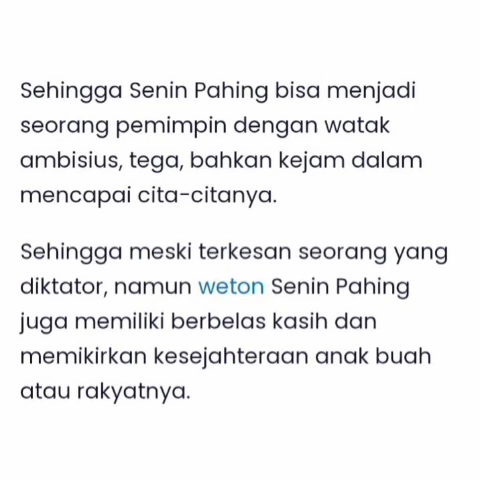 Sehingga Senin Pahing bisa menjadi
seorang pemimpin dengan watak
ambisius, tega, bahkan kejam dalam
mencapai cita-citanya.
Sehingga meski terkesan seorang yang
diktator, namun weton Senin Pahing
juga memiliki berbelas kasih dan
memikirkan kesejahteraan anak buah
atau rakyatnya.